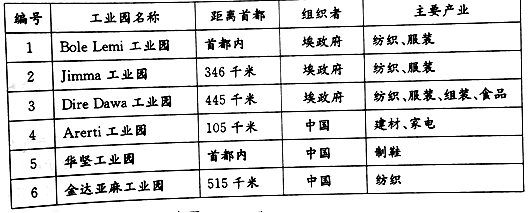 编号 工业园名称 距离首都 组织者 主要产业
1 Bole Lemi 工业园 首都内 埃政府 纺织、服装
2 Jimma 工业园 346 千米 埃政府 纺织、服装
3 Dire Dawa 工业园 445 千米 埃政府 纺织、服装、组装、食品
4 Arerti 工业园 105 千米 中国 建材、家电
5 华坚工业园 首都内 中国 制鞋
6 金达亚麻工业园 515 千米 中国 纺织